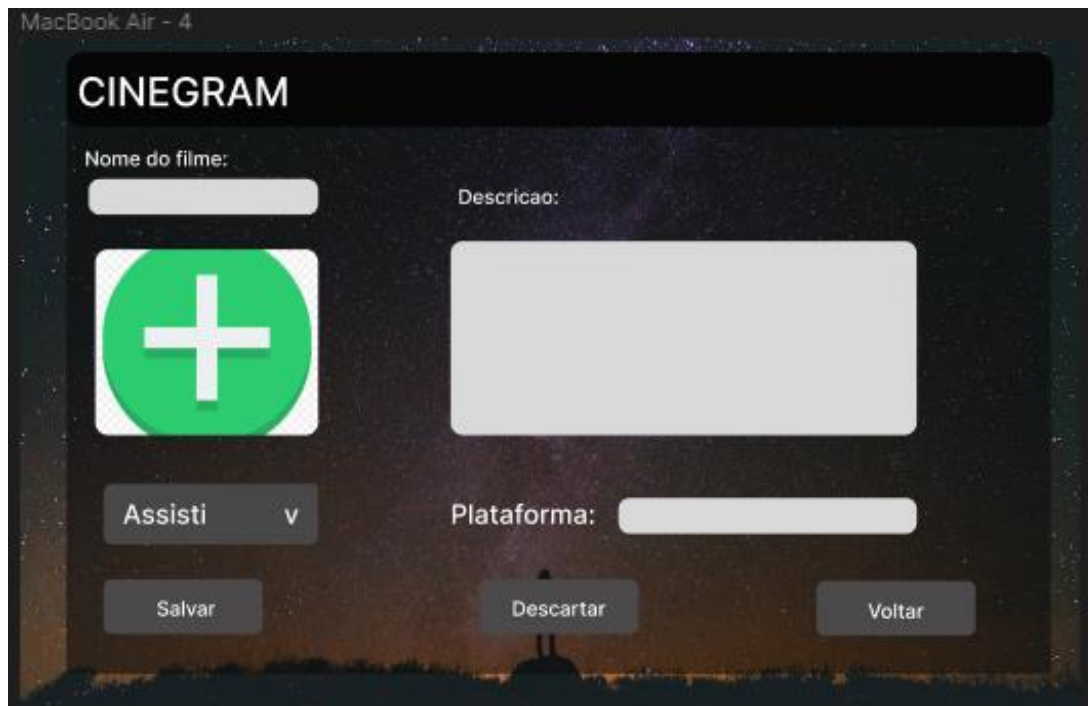 MacBook Air - 4
CINEGRAM
Nome do filme:
Descricao:
Assisti v
Plataforma:
Salvar
Descartar
Voltar